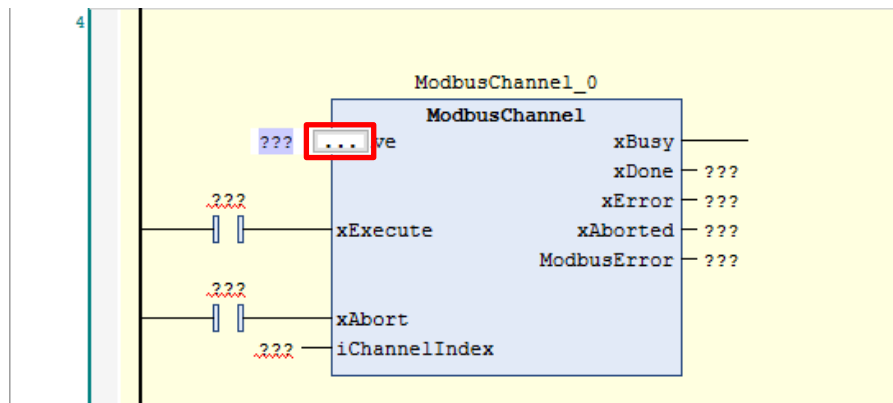 4
ModbusChannel_0
ModbusChannel
??? ... ve xBusy
xDone ???
??? xError ???
xExecute xAborted ???
ModbusError ???
???
xAbort
??? iChannelIndex